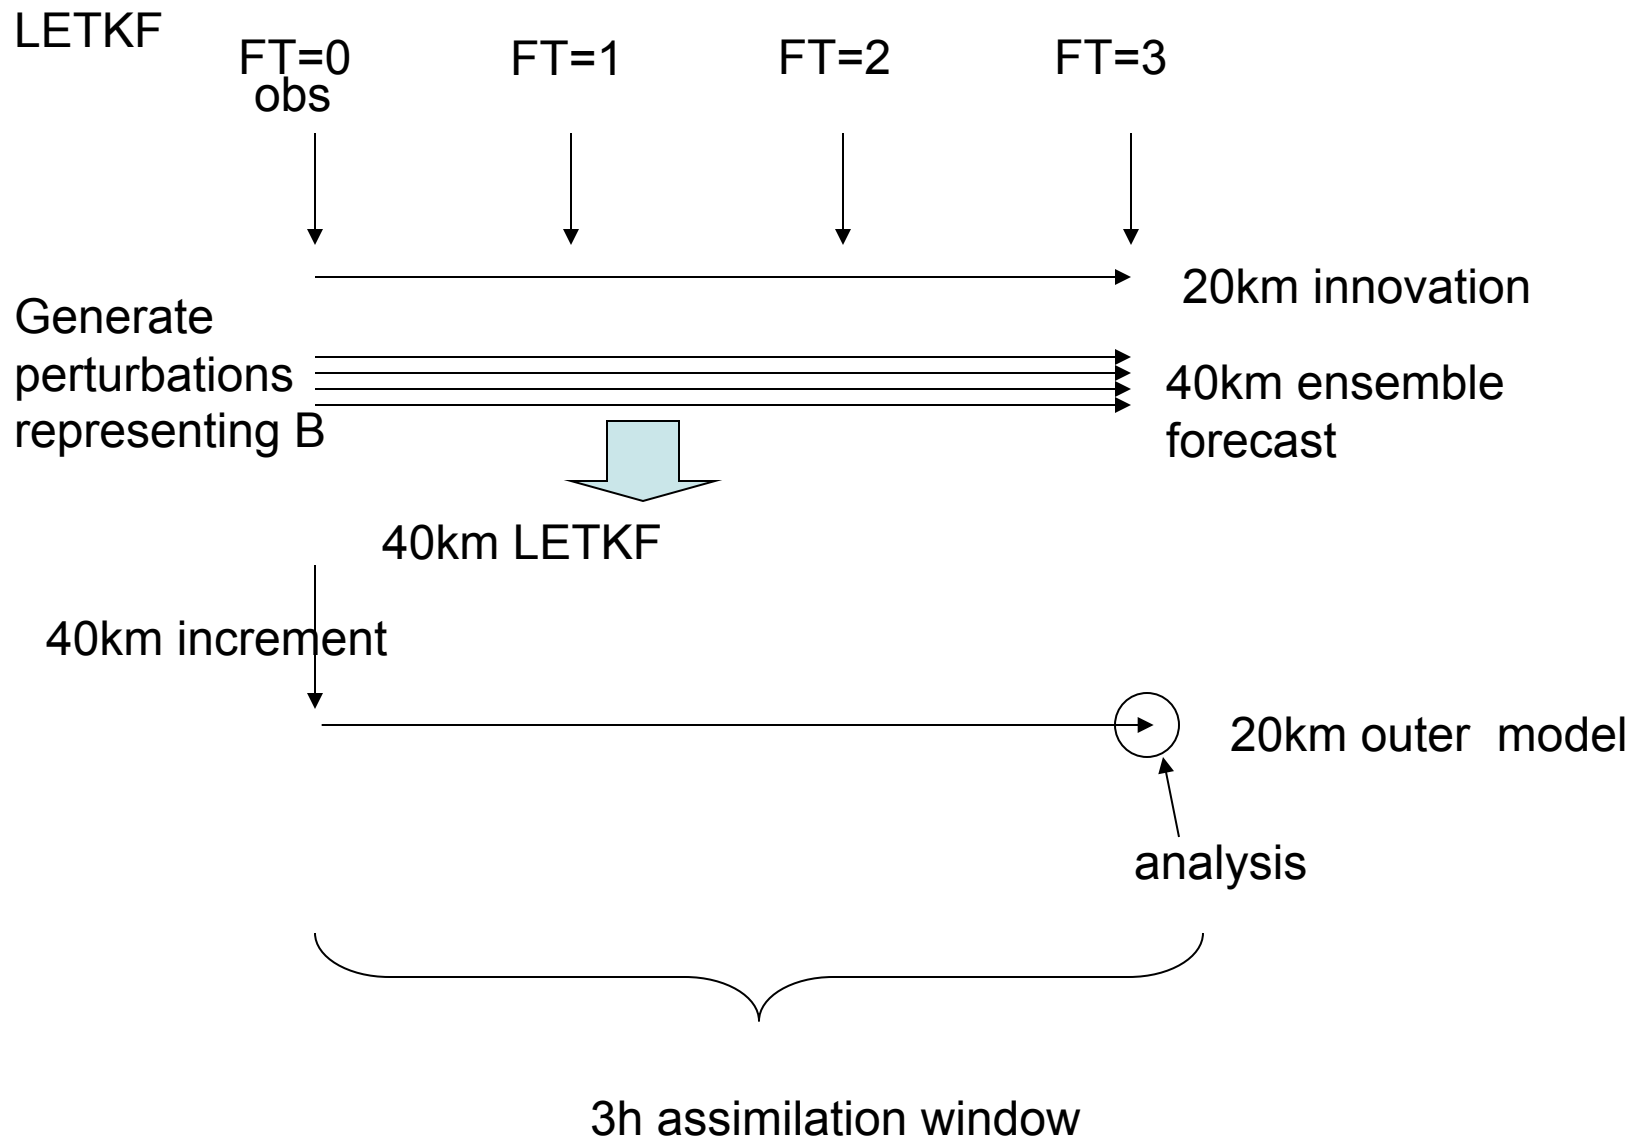 LETKF
FT=0 FT=1 FT=2 FT=3
obs
20km innovation
Generate
perturbations
representing B
40km ensemble
forecast
40km LETKF
40km increment
20km outer model
analysis
3h assimilation window